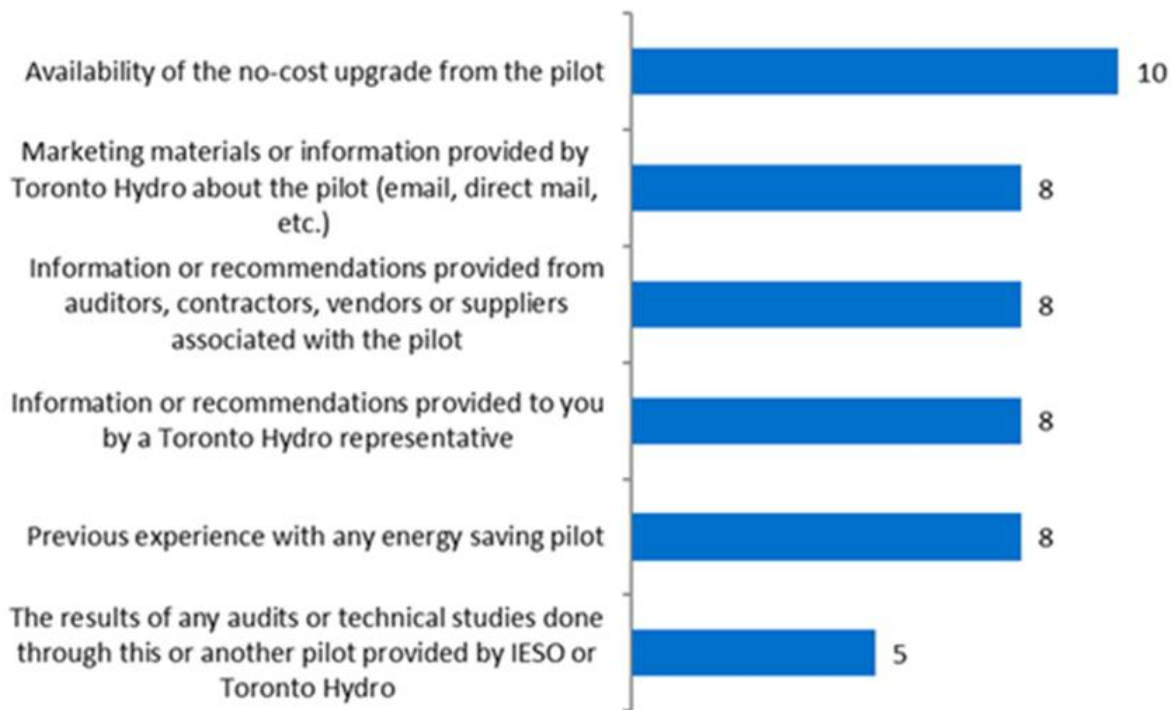 Availability of the no-cost upgrade from the pilot
10
Marketing materials or information provided by
Toronto Hydro about the pilot (email, direct mail,
etc.)
8
Information or recommendations provided from
auditors, contractors, vendors or suppliers
associated with the pilot
8
Information or recommendations provided to you
by a Toronto Hydro representative
8
Previous experience with any energy saving pilot
8
The results of any audits or technical studies done
through this or another pilot provided by IESO or
Toronto Hydro
5